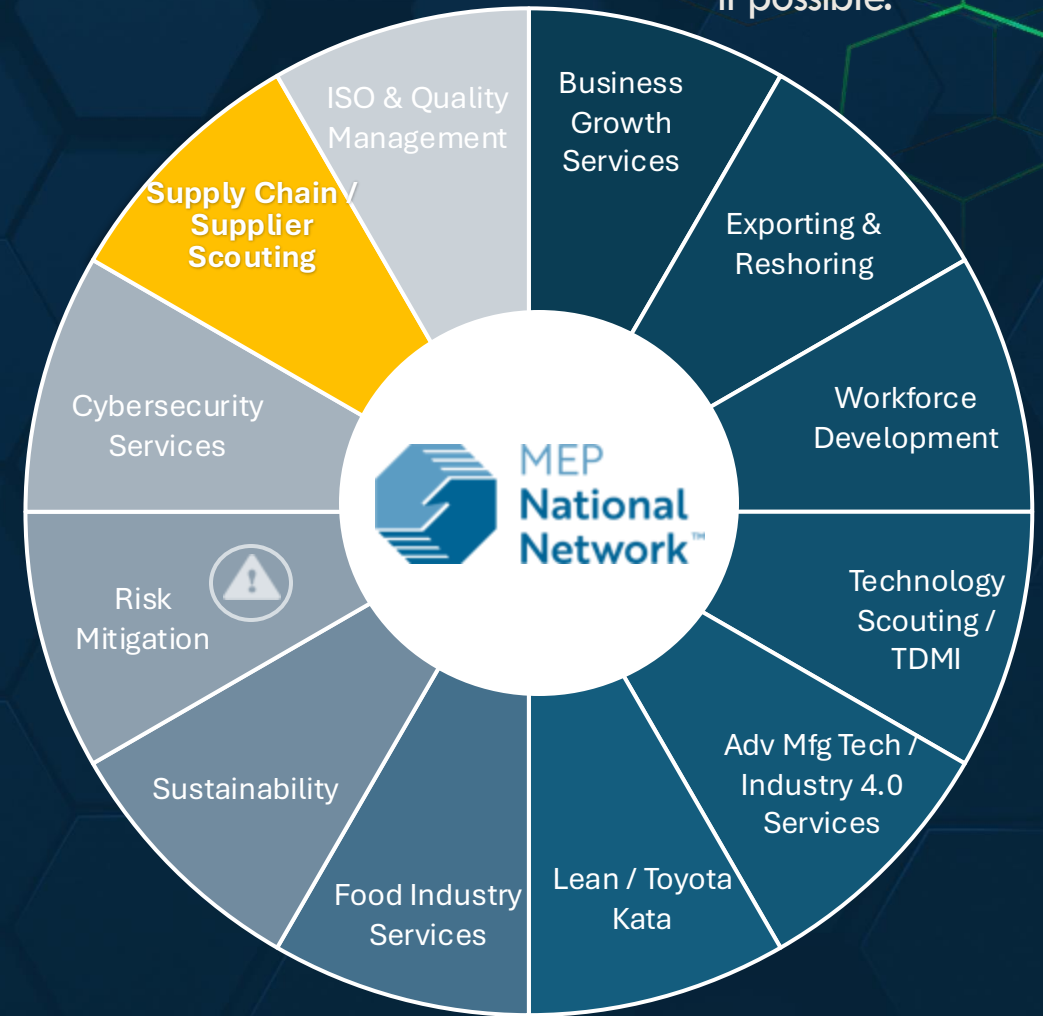 if possible.
ISO & Quality
Management
Business
Growth
Services
Supply Chain /
Supplier
Scouting
Exporting &
Reshoring
Cybersecurity
Services
Workforce
Development
MEP
National
Network™
Risk
Mitigation
Technology
Scouting /
TDMI
Sustainability
Adv Mfg Tech /
Industry 4.0
Services
Food Industry
Services
Lean / Toyota
Kata